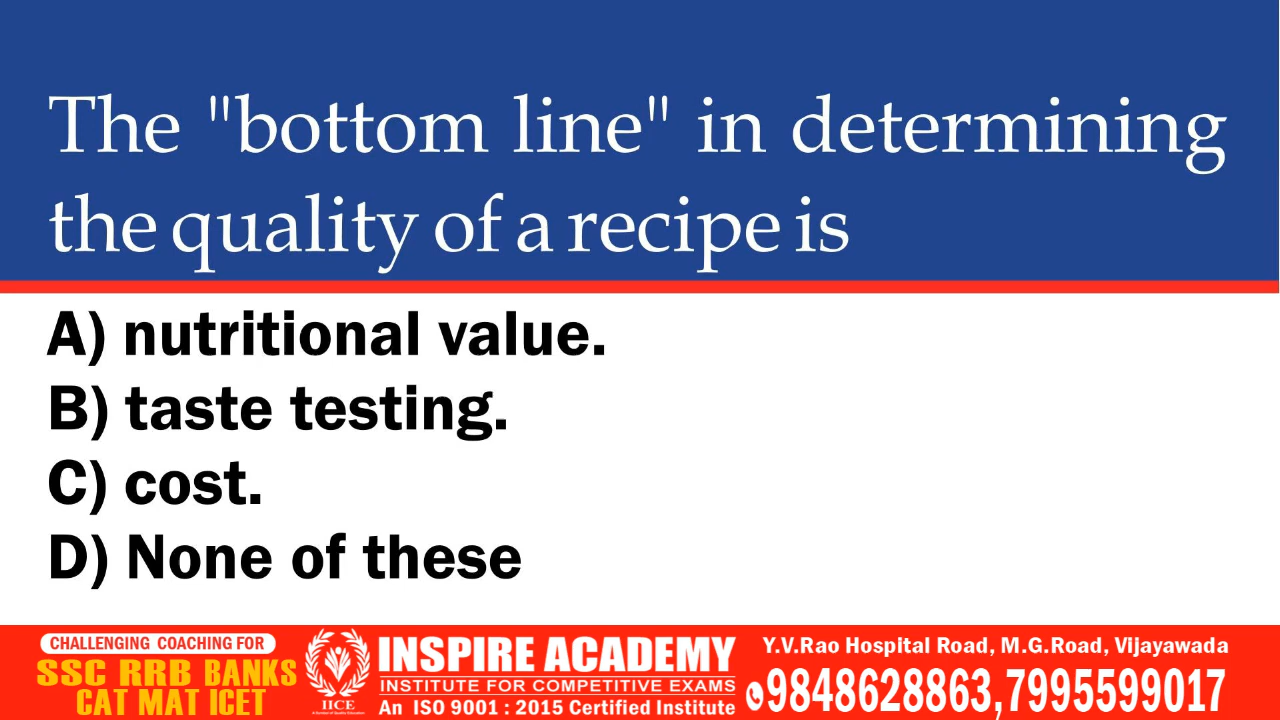 The "bottom line" in determining
the quality of a recipe is
A) nutritional value.
B) taste testing.
C) cost.
D) None of these
CHALLENGING COACHING FOR
SSC RRB BANKS
CAT MAT ICET
IICE
INSPIRE ACADEMY
INSTITUTE FOR COMPETITIVE EXAMS
An ISO 9001 : 2015 Certified Institute
Y.V.Rao Hospital Road, M.G.Road, Vijayawada
9848628863,7995599017